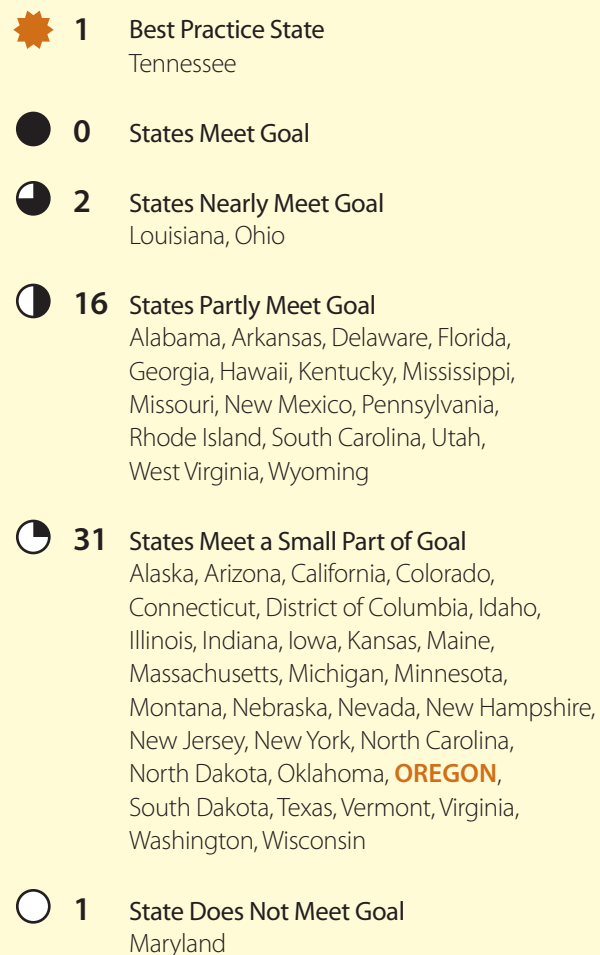 1 Best Practice State
Tennessee
0 States Meet Goal
2 States Nearly Meet Goal
Louisiana, Ohio
16 States Partly Meet Goal
Alabama, Arkansas, Delaware, Florida,
Georgia, Hawaii, Kentucky, Mississippi,
Missouri, New Mexico, Pennsylvania,
Rhode Island, South Carolina, Utah,
West Virginia, Wyoming
31 States Meet a Small Part of Goal
Alaska, Arizona, California, Colorado,
Connecticut, District of Columbia, Idaho,
Illinois, Indiana, Iowa, Kansas, Maine,
Massachusetts, Michigan, Minnesota,
Montana, Nebraska, Nevada, New Hampshire,
New Jersey, New York, North Carolina,
North Dakota, Oklahoma, OREGON,
South Dakota, Texas, Vermont, Virginia,
Washington, Wisconsin
1 State Does Not Meet Goal
Maryland